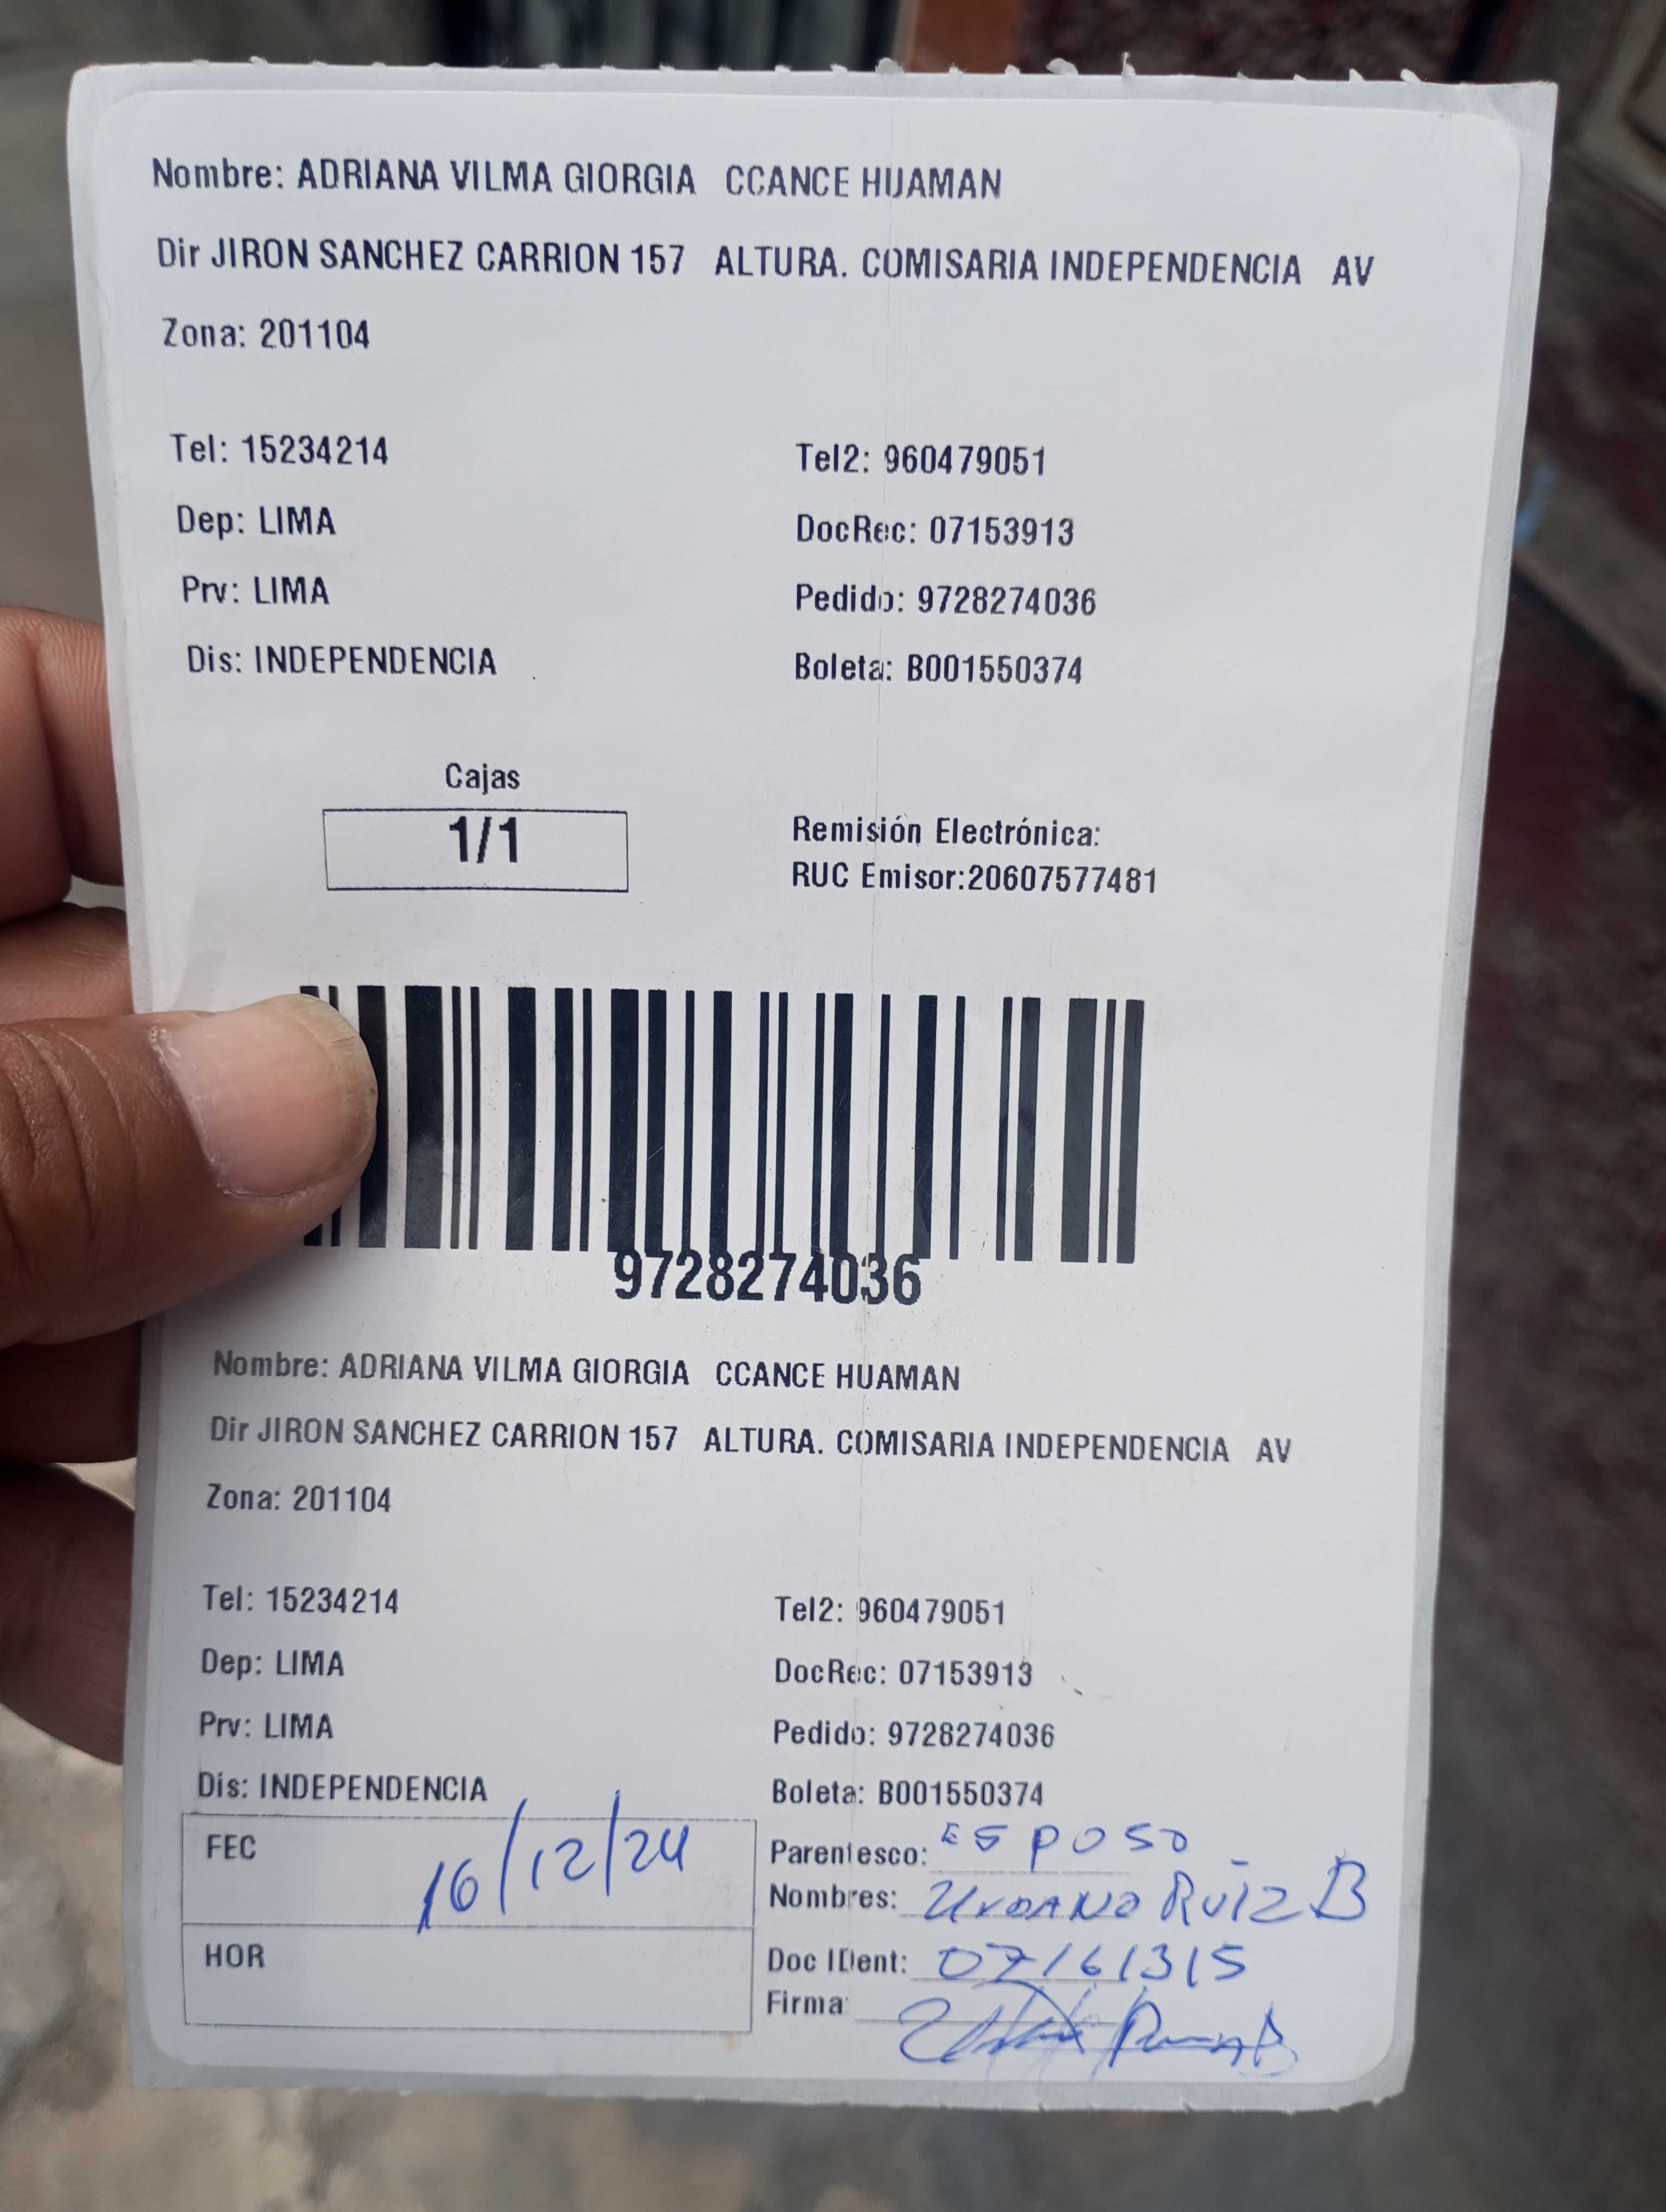 Nombre: ADRIANA VILMA GIORGIA CCANCE HUAMAN
Dir JIRON SANCHEZ CARRION 157 ALTURA. COMISARIA INDEPENDENCIA AV
Zona: 201104
Tel: 15234214 Tel2: 960479051
Dep: LIMA DocRec: 07153913
Prv: LIMA Pedido: 9728274036
Dis: INDEPENDENCIA Boleta: B001550374
Cajas
1/1
Remisión Electrónica:
RUC Emisor:20607577481
9728274036
Nombre: ADRIANA VILMA GIORGIA CCANCE HUAMAN
Dir JIRON SANCHEZ CARRION 157 ALTURA. COMISARIA INDEPENDENCIA AV
Zona: 201104
Tel: 15234214 Tel2: 960479051
Dep: LIMA DocRec: 07153913
Prv: LIMA Pedido: 9728274036
Dis: INDEPENDENCIA Boleta: B001550374
FEC 16/12/24
Parentesco: ESPOSO
Nombres: URBANO RUIZ B
HOR
Doc IDent: 07161315
Firma: